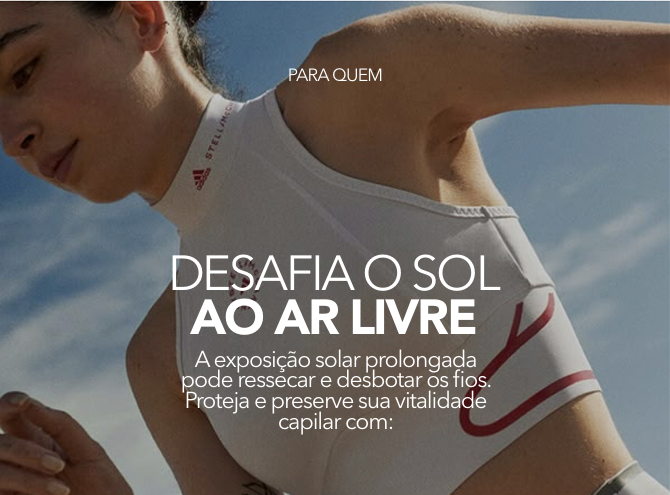 PARA QUEM
STELLA
DESAFIA O SOL
AO AR LIVRE
A exposição solar prolongada
pode ressecar e desbotar os fios.
Proteja e preserve sua vitalidade
capilar com: